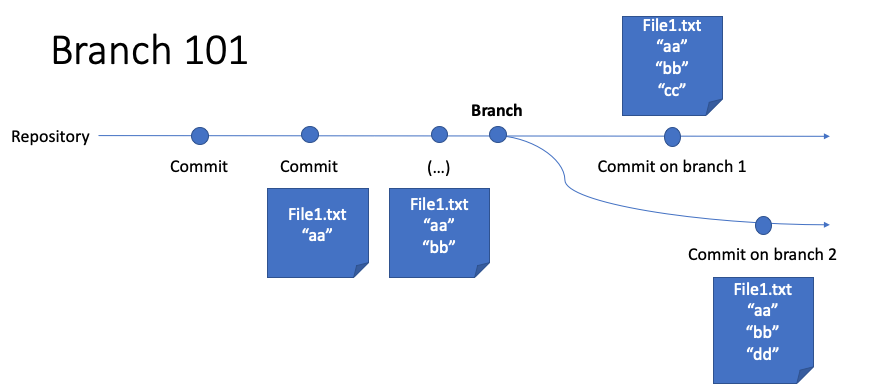 Branch 101
File1.txt
“aa”
“bb”
“cc”
Branch
Repository
Commit
Commit
(…)
Commit on branch 1
File1.txt
“aa”
File1.txt
“aa”
“bb”
Commit on branch 2
File1.txt
“aa”
“bb”
“dd”